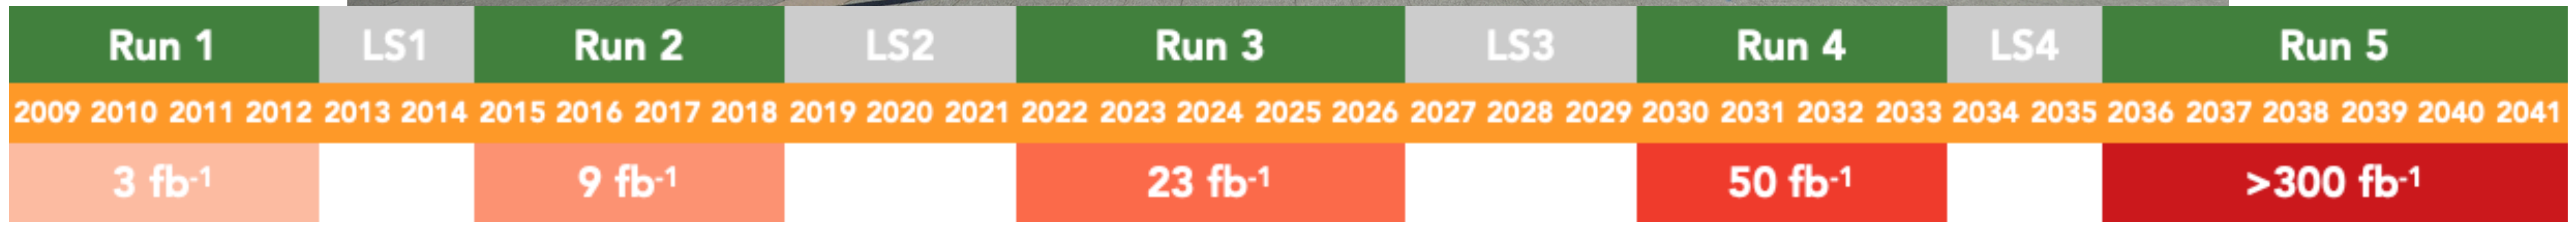 Run 1 LS1 Run 2 LS2 Run 3 LS3 Run 4 LS4 Run 5
2009 2010 2011 2012 2013 2014 2015 2016 2017 2018 2019 2020 2021 2022 2023 2024 2025 2026 2027 2028 2029 2030 2031 2032 2033 2034 2035 2036 2037 2038 2039 2040 2041
3 fb⁻¹ 9 fb⁻¹ 23 fb⁻¹ 50 fb⁻¹ >300 fb⁻¹